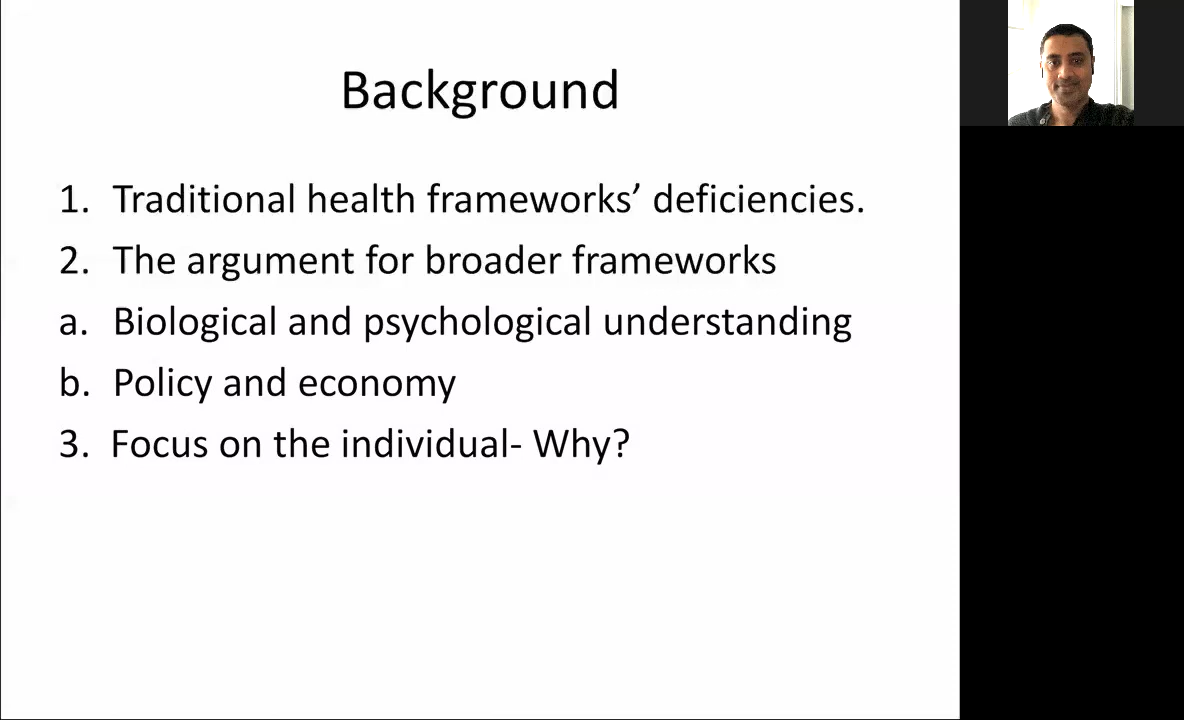 Background
1. Traditional health frameworks’ deficiencies.
2. The argument for broader frameworks
a. Biological and psychological understanding
b. Policy and economy
3. Focus on the individual- Why?